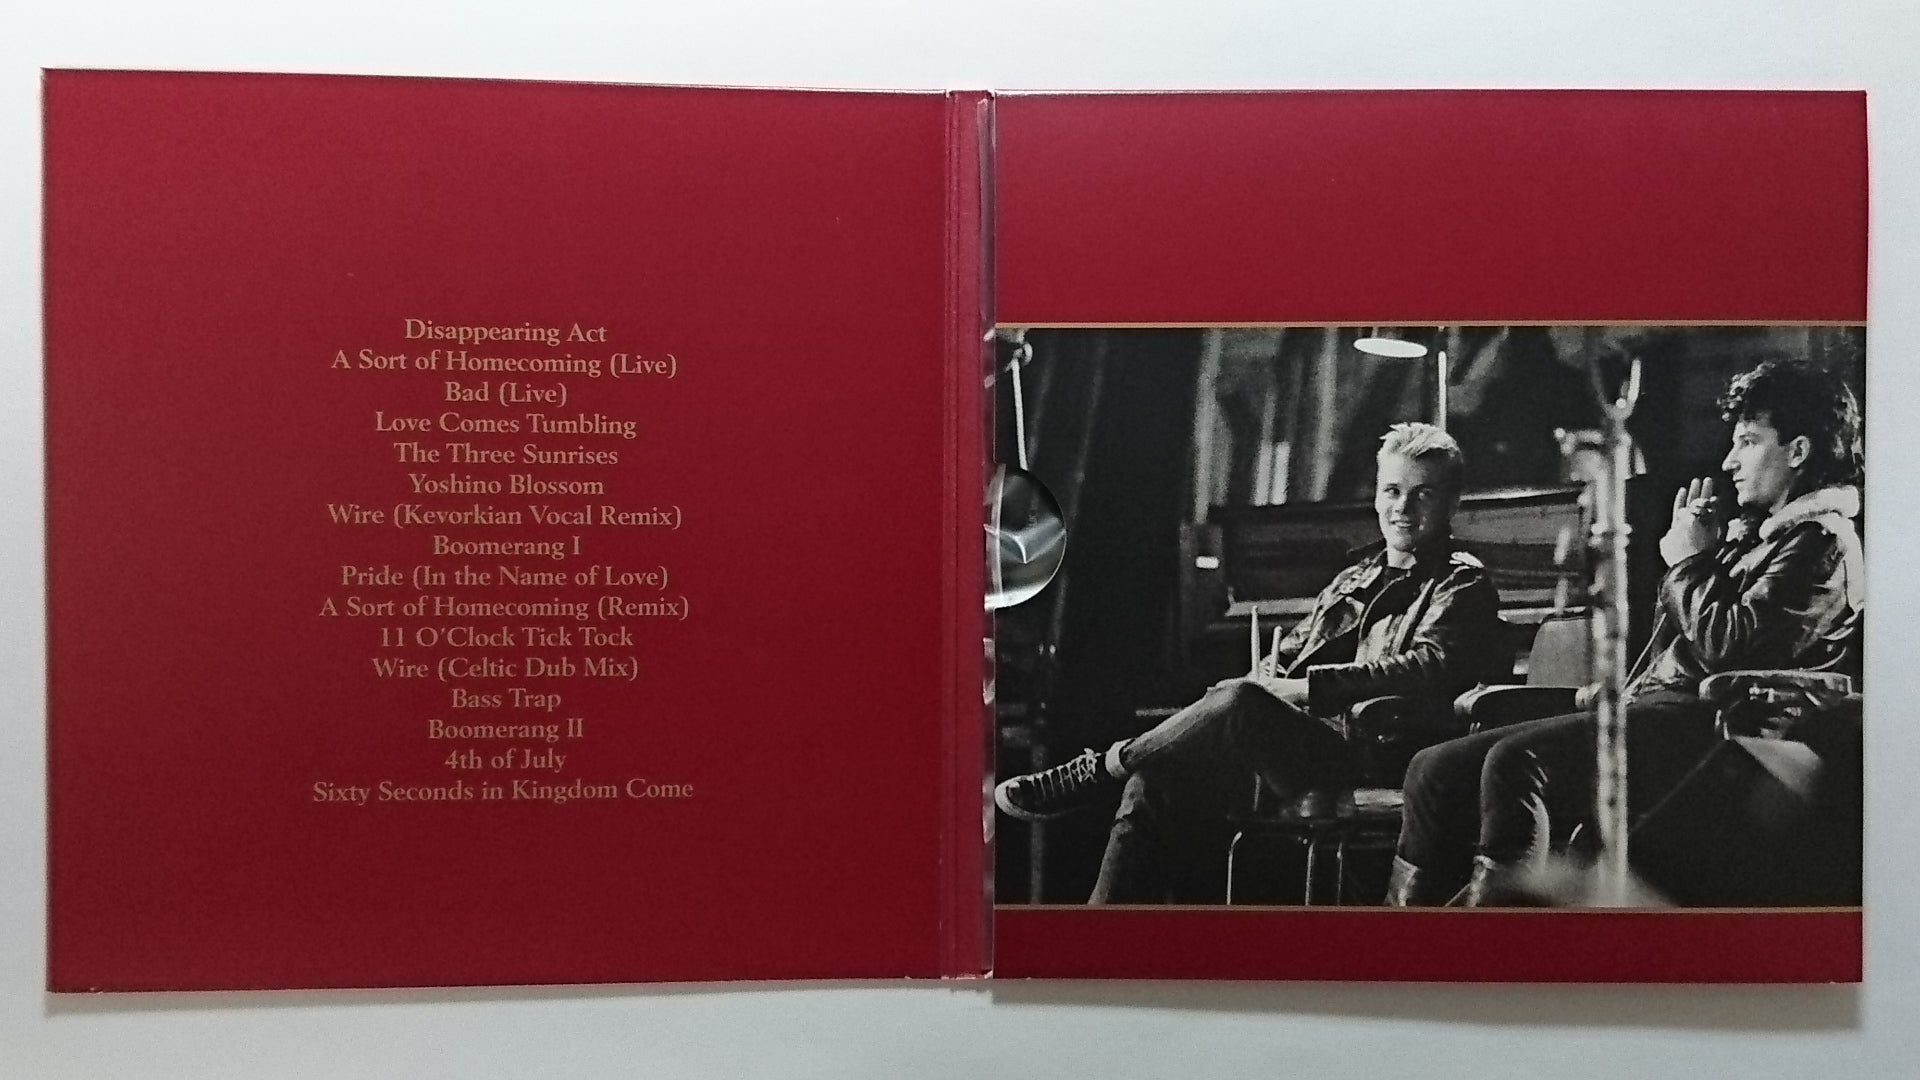 Disappearing Act
A Sort of Homecoming (Live)
Bad (Live)
Love Comes Tumbling
The Three Sunrises
Yoshino Blossom
Wire (Kevorkian Vocal Remix)
Boomerang I
Pride (In the Name of Love)
A Sort of Homecoming (Remix)
11 O'Clock Tick Tock
Wire (Celtic Dub Mix)
Bass Trap
Boomerang II
4th of July
Sixty Seconds in Kingdom Come